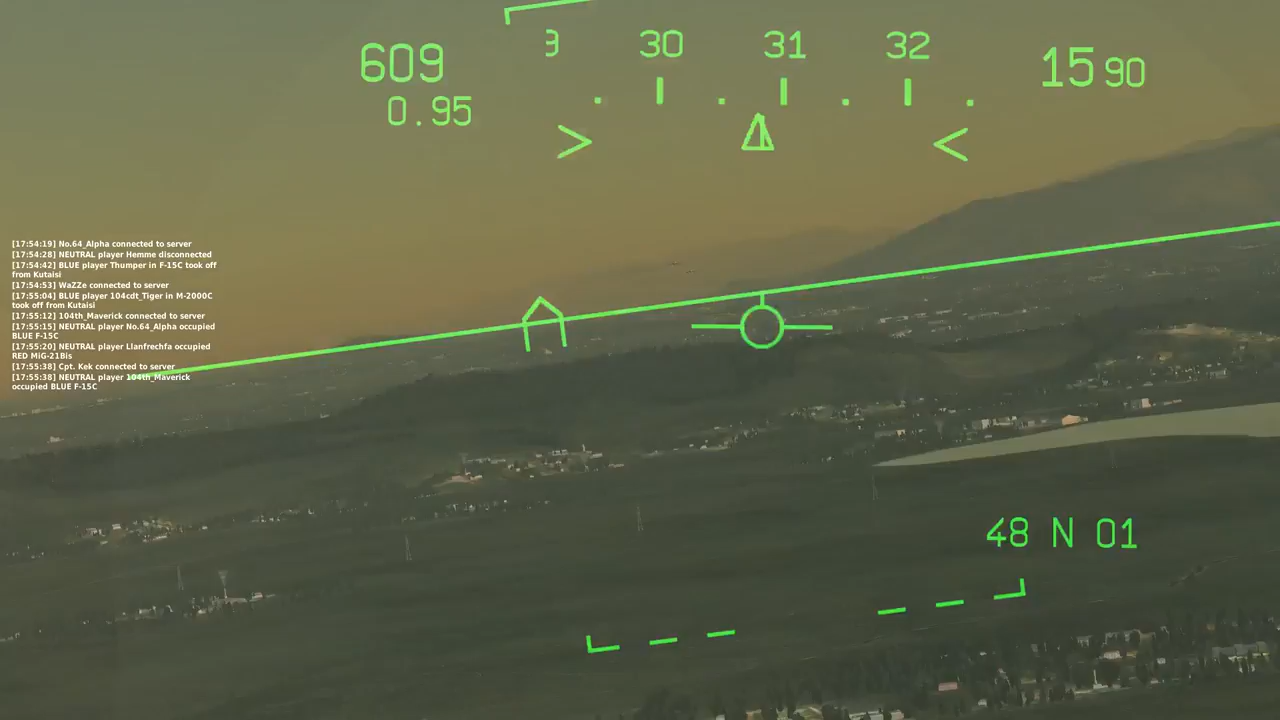 609
0.95
30
31
32
1590
[17:54:19] No.64_Alpha connected to server
[17:54:28] NEUTRAL player Hemme disconnected
[17:54:42] BLUE player Thumper in F-15C took off
from Kutaisi
[17:54:53] WaZZe connected to server
[17:55:04] BLUE player 104cdt_Tiger in M-2000C
took off from Kutaisi
[17:55:12] 104th_Maverick connected to server
[17:55:15] NEUTRAL player No.64_Alpha occupied
BLUE F-15C
[17:55:20] NEUTRAL player Llanfrechfa occupied
RED MiG-21Bis
[17:55:38] Cpt. Kek connected to server
[17:55:38] NEUTRAL player 104th_Maverick
occupied BLUE F-15C
48 N 01